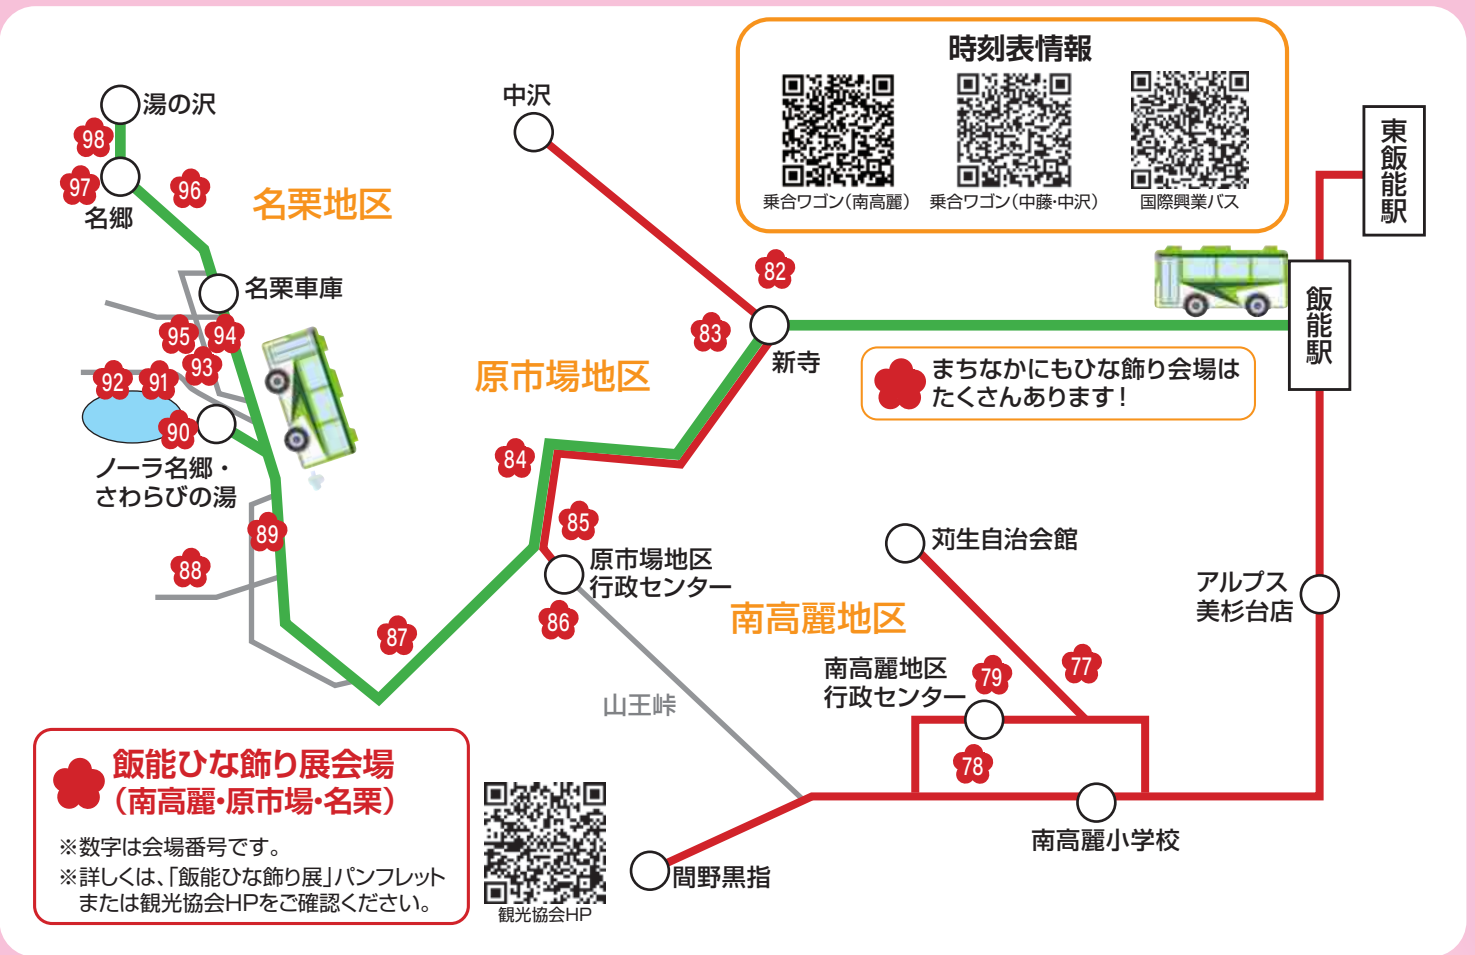 時刻表情報
乗合ワゴン(南高麗)
乗合ワゴン(中藤・中沢)
国際興業バス
湯の沢
98
97
96
名郷
名栗地区
中沢
東飯能駅
飯能駅
名栗車庫
82
83
新寺
まちなかにもひな飾り会場は
たくさんあります!
原市場地区
95
94
93
92
91
90
ノーラ名郷・
さわらびの湯
84
85
89
88
原市場地区
行政センター
86
87
苅生自治会館
アルプス
美杉台店
南高麗地区
南高麗地区
行政センター
79
77
78
山王峠
南高麗小学校
間野黒指
飯能ひな飾り展会場
(南高麗・原市場・名栗)
※数字は会場番号です。
※詳しくは、「飯能ひな飾り展」パンフレット
または観光協会HPをご確認ください。
観光協会HP